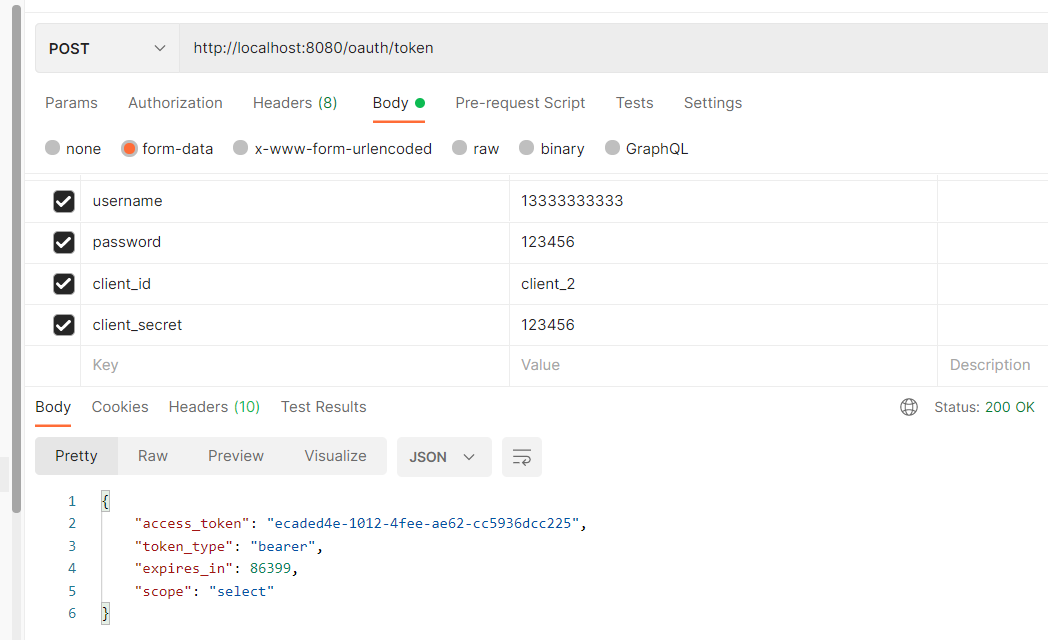 POST http://localhost:8080/oauth/token
Params Authorization Headers (8) Body Pre-request Script Tests Settings
none form-data x-www-form-urlencoded raw binary GraphQL
username 13333333333
password 123456
client_id client_2
client_secret 123456
Key Value Description
Body Cookies Headers (10) Test Results Status: 200 OK
Pretty Raw Preview Visualize JSON
1 {
2 "access_token": "ecaded4e-1012-4fee-ae62-cc5936dcc225",
3 "token_type": "bearer",
4 "expires_in": 86399,
5 "scope": "select"
6 }